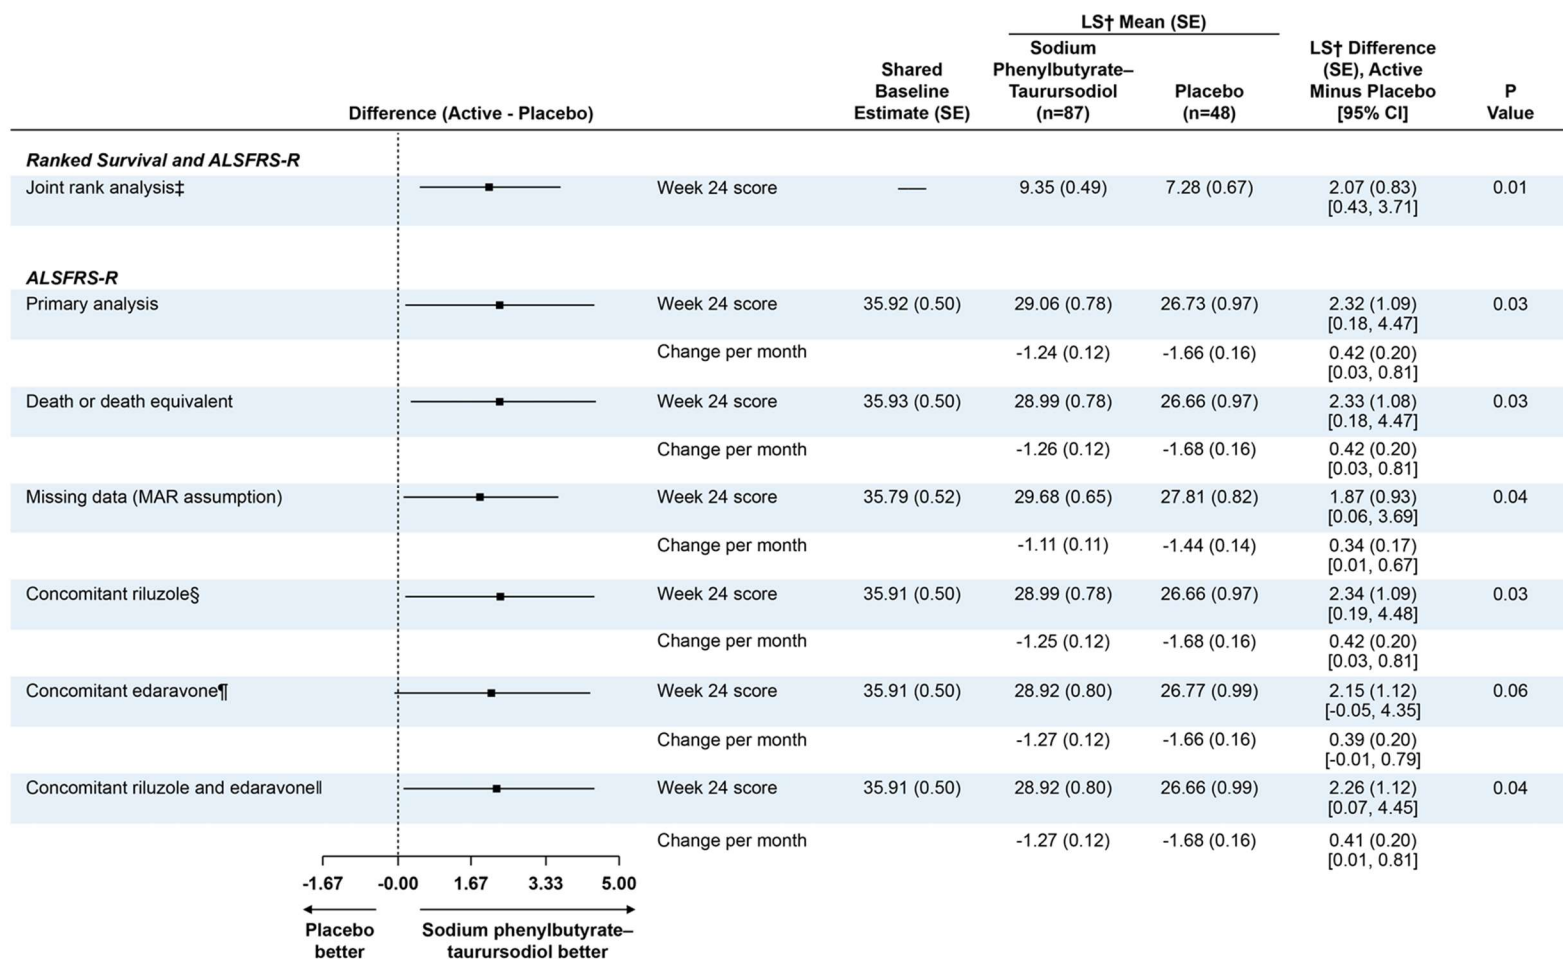 LS† Mean (SE)
Difference (Active - Placebo)
Shared
Baseline
Estimate (SE)
Sodium
Phenylbutyrate–
Taurursodiol
(n=87)
Placebo
(n=48)
LS† Difference
(SE), Active
Minus Placebo
[95% CI]
P
Value
Ranked Survival and ALSFRS-R
Joint rank analysis‡ Week 24 score — 9.35 (0.49) 7.28 (0.67) 2.07 (0.83) 0.01
[0.43, 3.71]
ALSFRS-R
Primary analysis Week 24 score 35.92 (0.50) 29.06 (0.78) 26.73 (0.97) 2.32 (1.09) 0.03
[0.18, 4.47]
Change per month -1.24 (0.12) -1.66 (0.16) 0.42 (0.20)
[0.03, 0.81]
Death or death equivalent Week 24 score 35.93 (0.50) 28.99 (0.78) 26.66 (0.97) 2.33 (1.08) 0.03
[0.18, 4.47]
Change per month -1.26 (0.12) -1.68 (0.16) 0.42 (0.20)
[0.03, 0.81]
Missing data (MAR assumption) Week 24 score 35.79 (0.52) 29.68 (0.65) 27.81 (0.82) 1.87 (0.93) 0.04
[0.06, 3.69]
Change per month -1.11 (0.11) -1.44 (0.14) 0.34 (0.17)
[0.01, 0.67]
Concomitant riluzole§ Week 24 score 35.91 (0.50) 28.99 (0.78) 26.66 (0.97) 2.34 (1.09) 0.03
[0.19, 4.48]
Change per month -1.25 (0.12) -1.68 (0.16) 0.42 (0.20)
[0.03, 0.81]
Concomitant edaravone¶ Week 24 score 35.91 (0.50) 28.92 (0.80) 26.77 (0.99) 2.15 (1.12) 0.06
[-0.05, 4.35]
Change per month -1.27 (0.12) -1.66 (0.16) 0.39 (0.20)
[-0.01, 0.79]
Concomitant riluzole and edaravone‖ Week 24 score 35.91 (0.50) 28.92 (0.80) 26.66 (0.99) 2.26 (1.12) 0.04
[0.07, 4.45]
Change per month -1.27 (0.12) -1.68 (0.16) 0.41 (0.20)
[0.01, 0.81]
-1.67 -0.00 1.67 3.33 5.00
Placebo
better
Sodium phenylbutyrate–
taurursodiol better